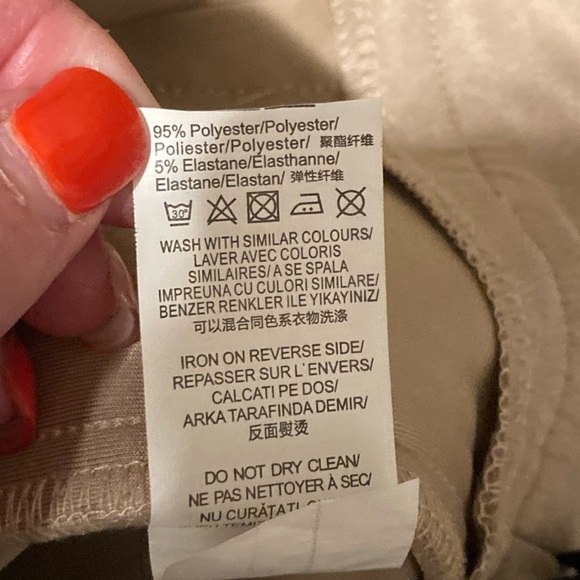 95% Polyester/Polyester/
Poliester/Polyester/ 聚酯纤维
5% Elastane/Élasthanne/
Elastane/Elastan/ 弹性纤维
30°
WASH WITH SIMILAR COLOURS/
LAVER AVEC COLORIS
SIMILAIRES/ A SE SPALA
IMPREUNA CU CULORI SIMILARE/
BENZER RENKLER ILE YIKAYINIZ/
可以混合同色系衣物洗涤
IRON ON REVERSE SIDE/
REPASSER SUR L'ENVERS/
CALCATI PE DOS/
ARKA TARAFINDA DEMIR/
反面熨烫
DO NOT DRY CLEAN/
NE PAS NETTOYER À SEC/
NU CURĂȚAȚI